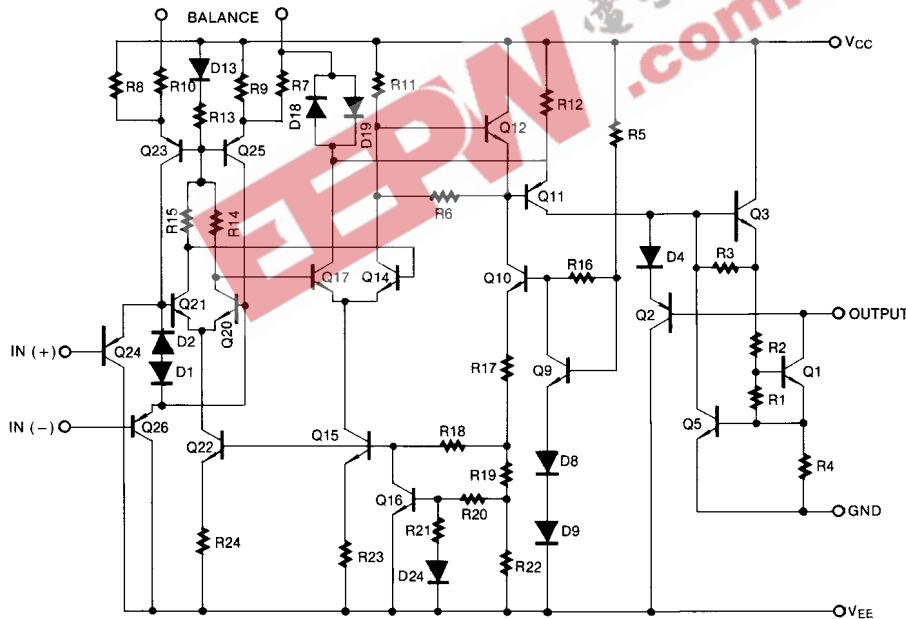 BALANCE
VCC
R8
R10
D13
R9
R7
R11
R12
R5
R13
D18
D19
Q12
Q23
Q25
Q11
Q3
R15
R14
R6
R3
D4
Q17
Q14
Q10
R16
Q21
Q20
Q2
OUTPUT
Q24
D2
IN (+)
D1
R17
Q9
R2
Q1
R1
IN (-)
Q26
Q22
Q15
R18
Q5
R19
D8
R4
Q16
R20
R21
D9
GND
R24
R23
D24
R22
VEE
EEPW
.com